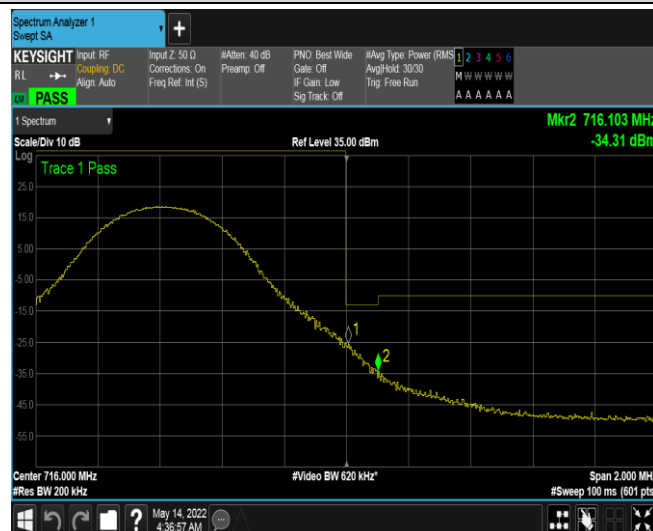 Spectrum Analyzer 1
Swept SA
+
KEYSIGHT
RL
Input: RF
Coupling: DC
Align: Auto
Input Z: 50 Ω
Corrections: On
Freq Ref: Int (S)
#Atten: 40 dB
Preamp: Off
PNO: Best Wide
Gate: Off
IF Gain: Low
Sig Track: Off
#Avg Type: Power (RMS
Avg|Hold: 30/30
Trig: Free Run
1 2 3 4 5 6
M W W W W W
A A A A A A
PASS
1 Spectrum
Scale/Div 10 dB
Ref Level 35.00 dBm
Mkr2 716.103 MHz
-34.31 dBm
Log
Trace 1 Pass
25.0
15.0
5.00
-5.00
-15.0
-25.0
-35.0
-45.0
-55.0
1
2
Center 716.000 MHz
#Res BW 200 kHz
#Video BW 620 kHz*
Span 2.000 MHz
#Sweep 100 ms (601 pts)
?
May 14, 2022
4:36:57 AM